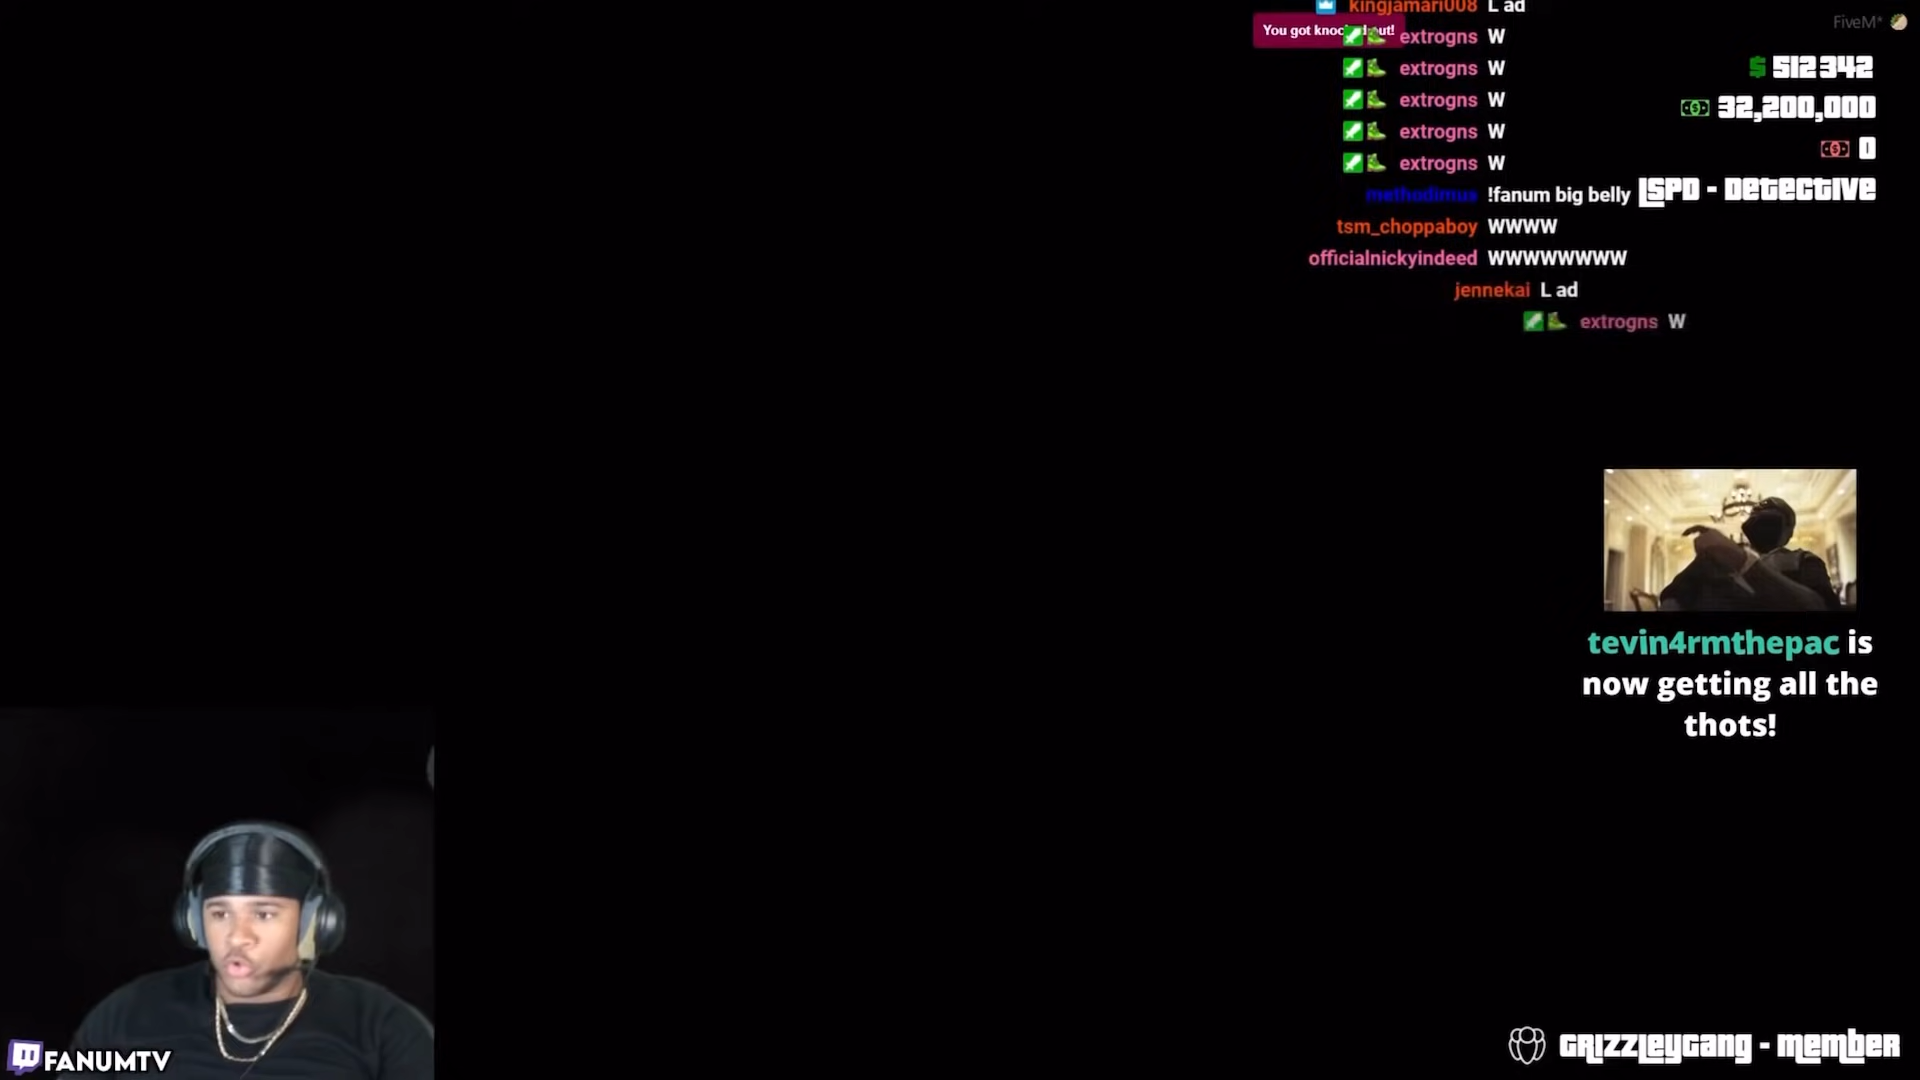 kingjamari008 L ad
You got knocked out!
extrogns W
extrogns W
extrogns W
extrogns W
extrogns W
methodimus !fanum big belly
tsm_choppaboy WWWW
officialnickyindeed WWWWWWWW
jennekai L ad
extrogns W
FiveM*
$ 512342
32,200,000
0
LSPD - Detective
tevin4rmthepac is
now getting all the
thots!
FANUMTV
GrizzleyGang - Member